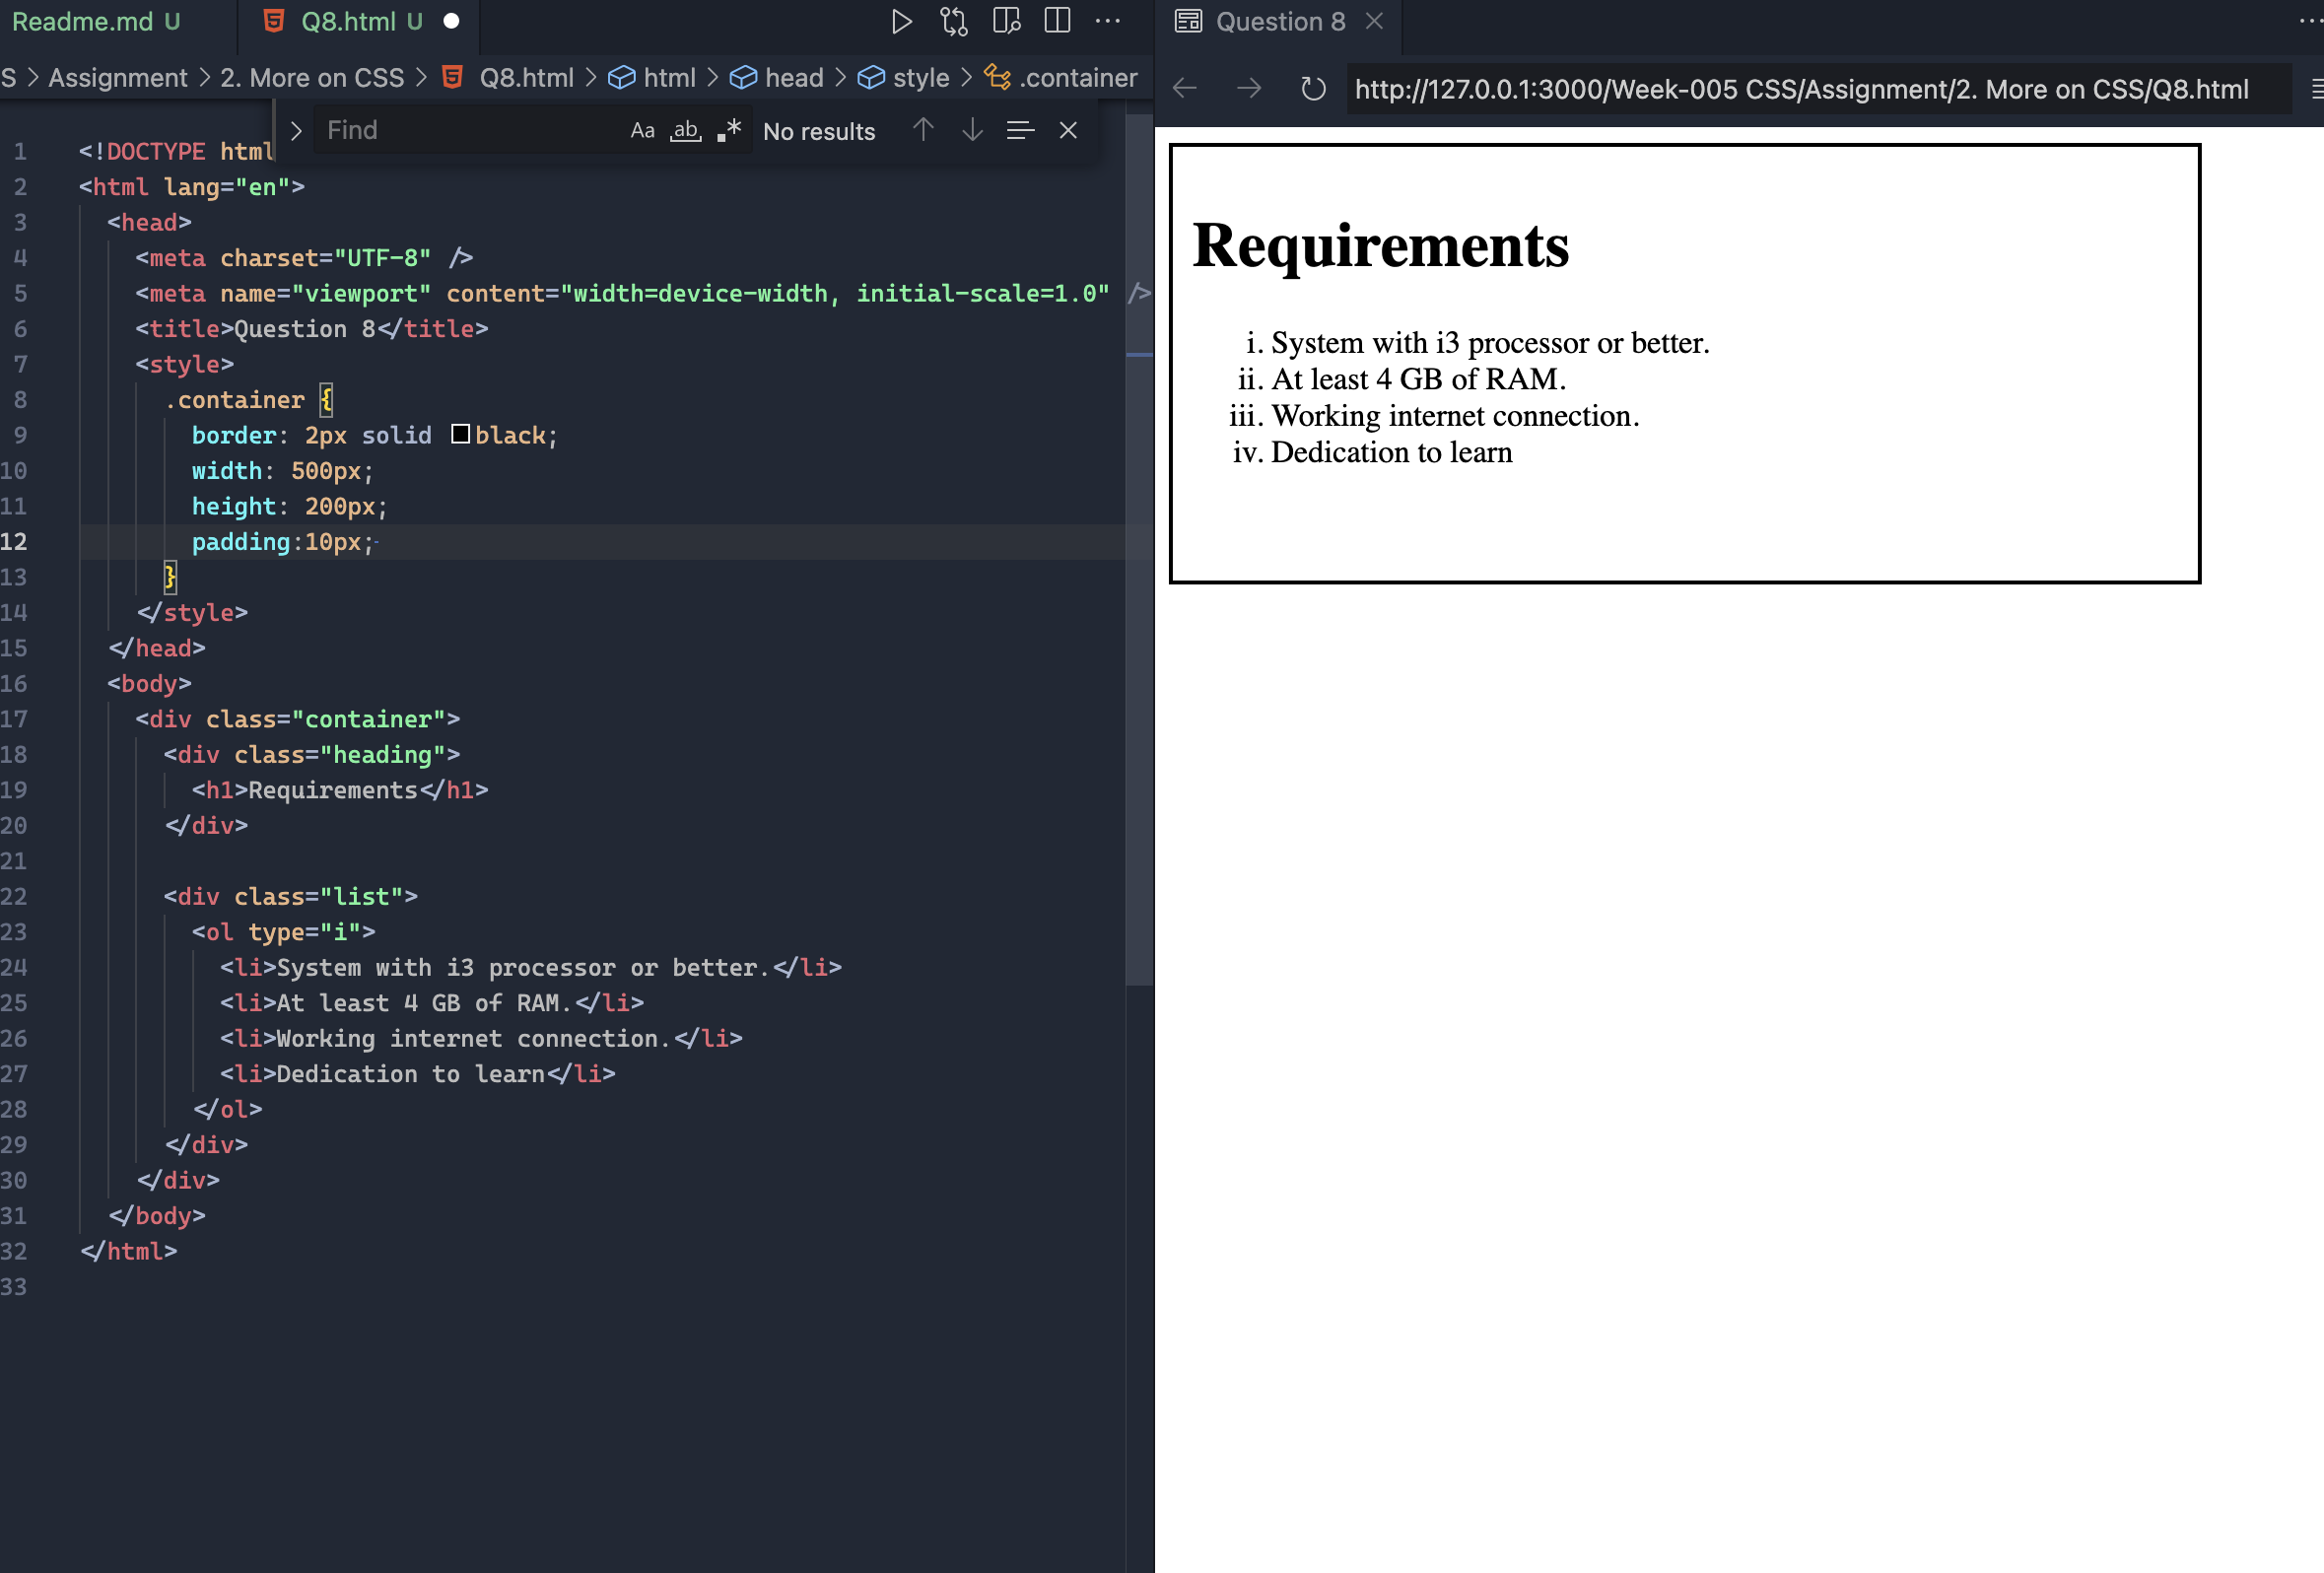 Readme.md U
Q8.html U
S > Assignment > 2. More on CSS > Q8.html > html > head > style > .container
Find Aa ab .* No results
1 <!DOCTYPE html
2 <html lang="en">
3 <head>
4 <meta charset="UTF-8" />
5 <meta name="viewport" content="width=device-width, initial-scale=1.0" />
6 <title>Question 8</title>
7 <style>
8 .container {
9 border: 2px solid black;
10 width: 500px;
11 height: 200px;
12 padding:10px;
13 }
14 </style>
15 </head>
16 <body>
17 <div class="container">
18 <div class="heading">
19 <h1>Requirements</h1>
20 </div>
21
22 <div class="list">
23 <ol type="i">
24 <li>System with i3 processor or better.</li>
25 <li>At least 4 GB of RAM.</li>
26 <li>Working internet connection.</li>
27 <li>Dedication to learn</li>
28 </ol>
29 </div>
30 </div>
31 </body>
32 </html>
33
Question 8
http://127.0.0.1:3000/Week-005 CSS/Assignment/2. More on CSS/Q8.html
Requirements
i. System with i3 processor or better.
ii. At least 4 GB of RAM.
iii. Working internet connection.
iv. Dedication to learn